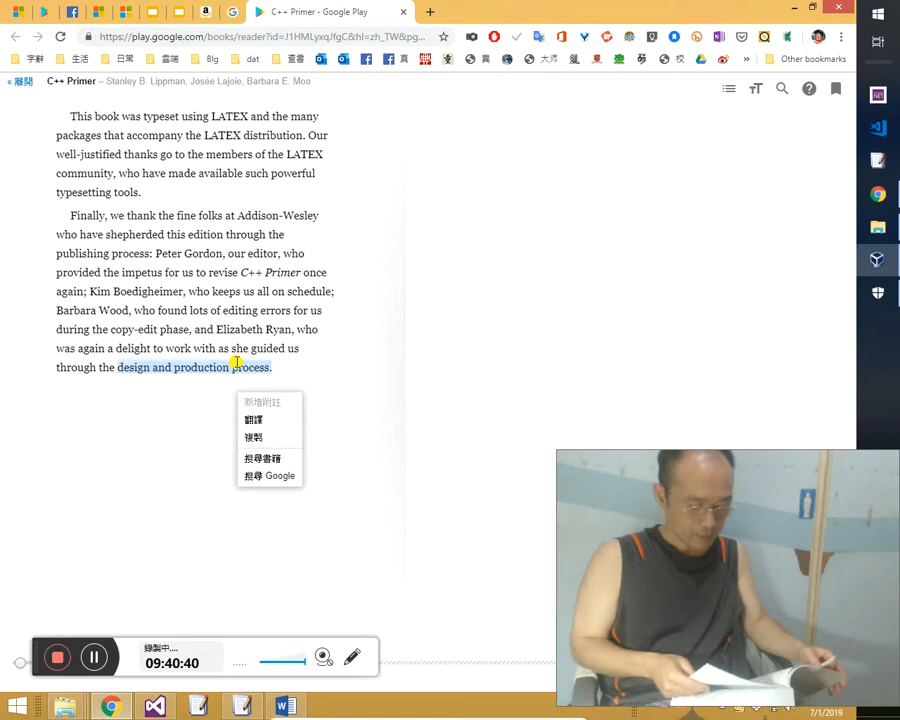 C++ Primer - Google Play
https://play.google.com/books/reader?id=J1HMLyxqJfgC&hl=zh_TW&pg...
字辭
生活
日常
雲端
Blg
dat
查書
真
異
大师
萌
校
»
Other bookmarks
« 離開
C++ Primer – Stanley B. Lippman, Josée Lajoie, Barbara E. Moo
This book was typeset using LATEX and the many
packages that accompany the LATEX distribution. Our
well-justified thanks go to the members of the LATEX
community, who have made available such powerful
typesetting tools.
Finally, we thank the fine folks at Addison-Wesley
who have shepherded this edition through the
publishing process: Peter Gordon, our editor, who
provided the impetus for us to revise C++ Primer once
again; Kim Boedigheimer, who keeps us all on schedule;
Barbara Wood, who found lots of editing errors for us
during the copy-edit phase, and Elizabeth Ryan, who
was again a delight to work with as she guided us
through the design and production process.
新增附註
翻譯
複製
搜尋書籍
搜尋 Google
錄製中....
09:40:40
7/1/2019